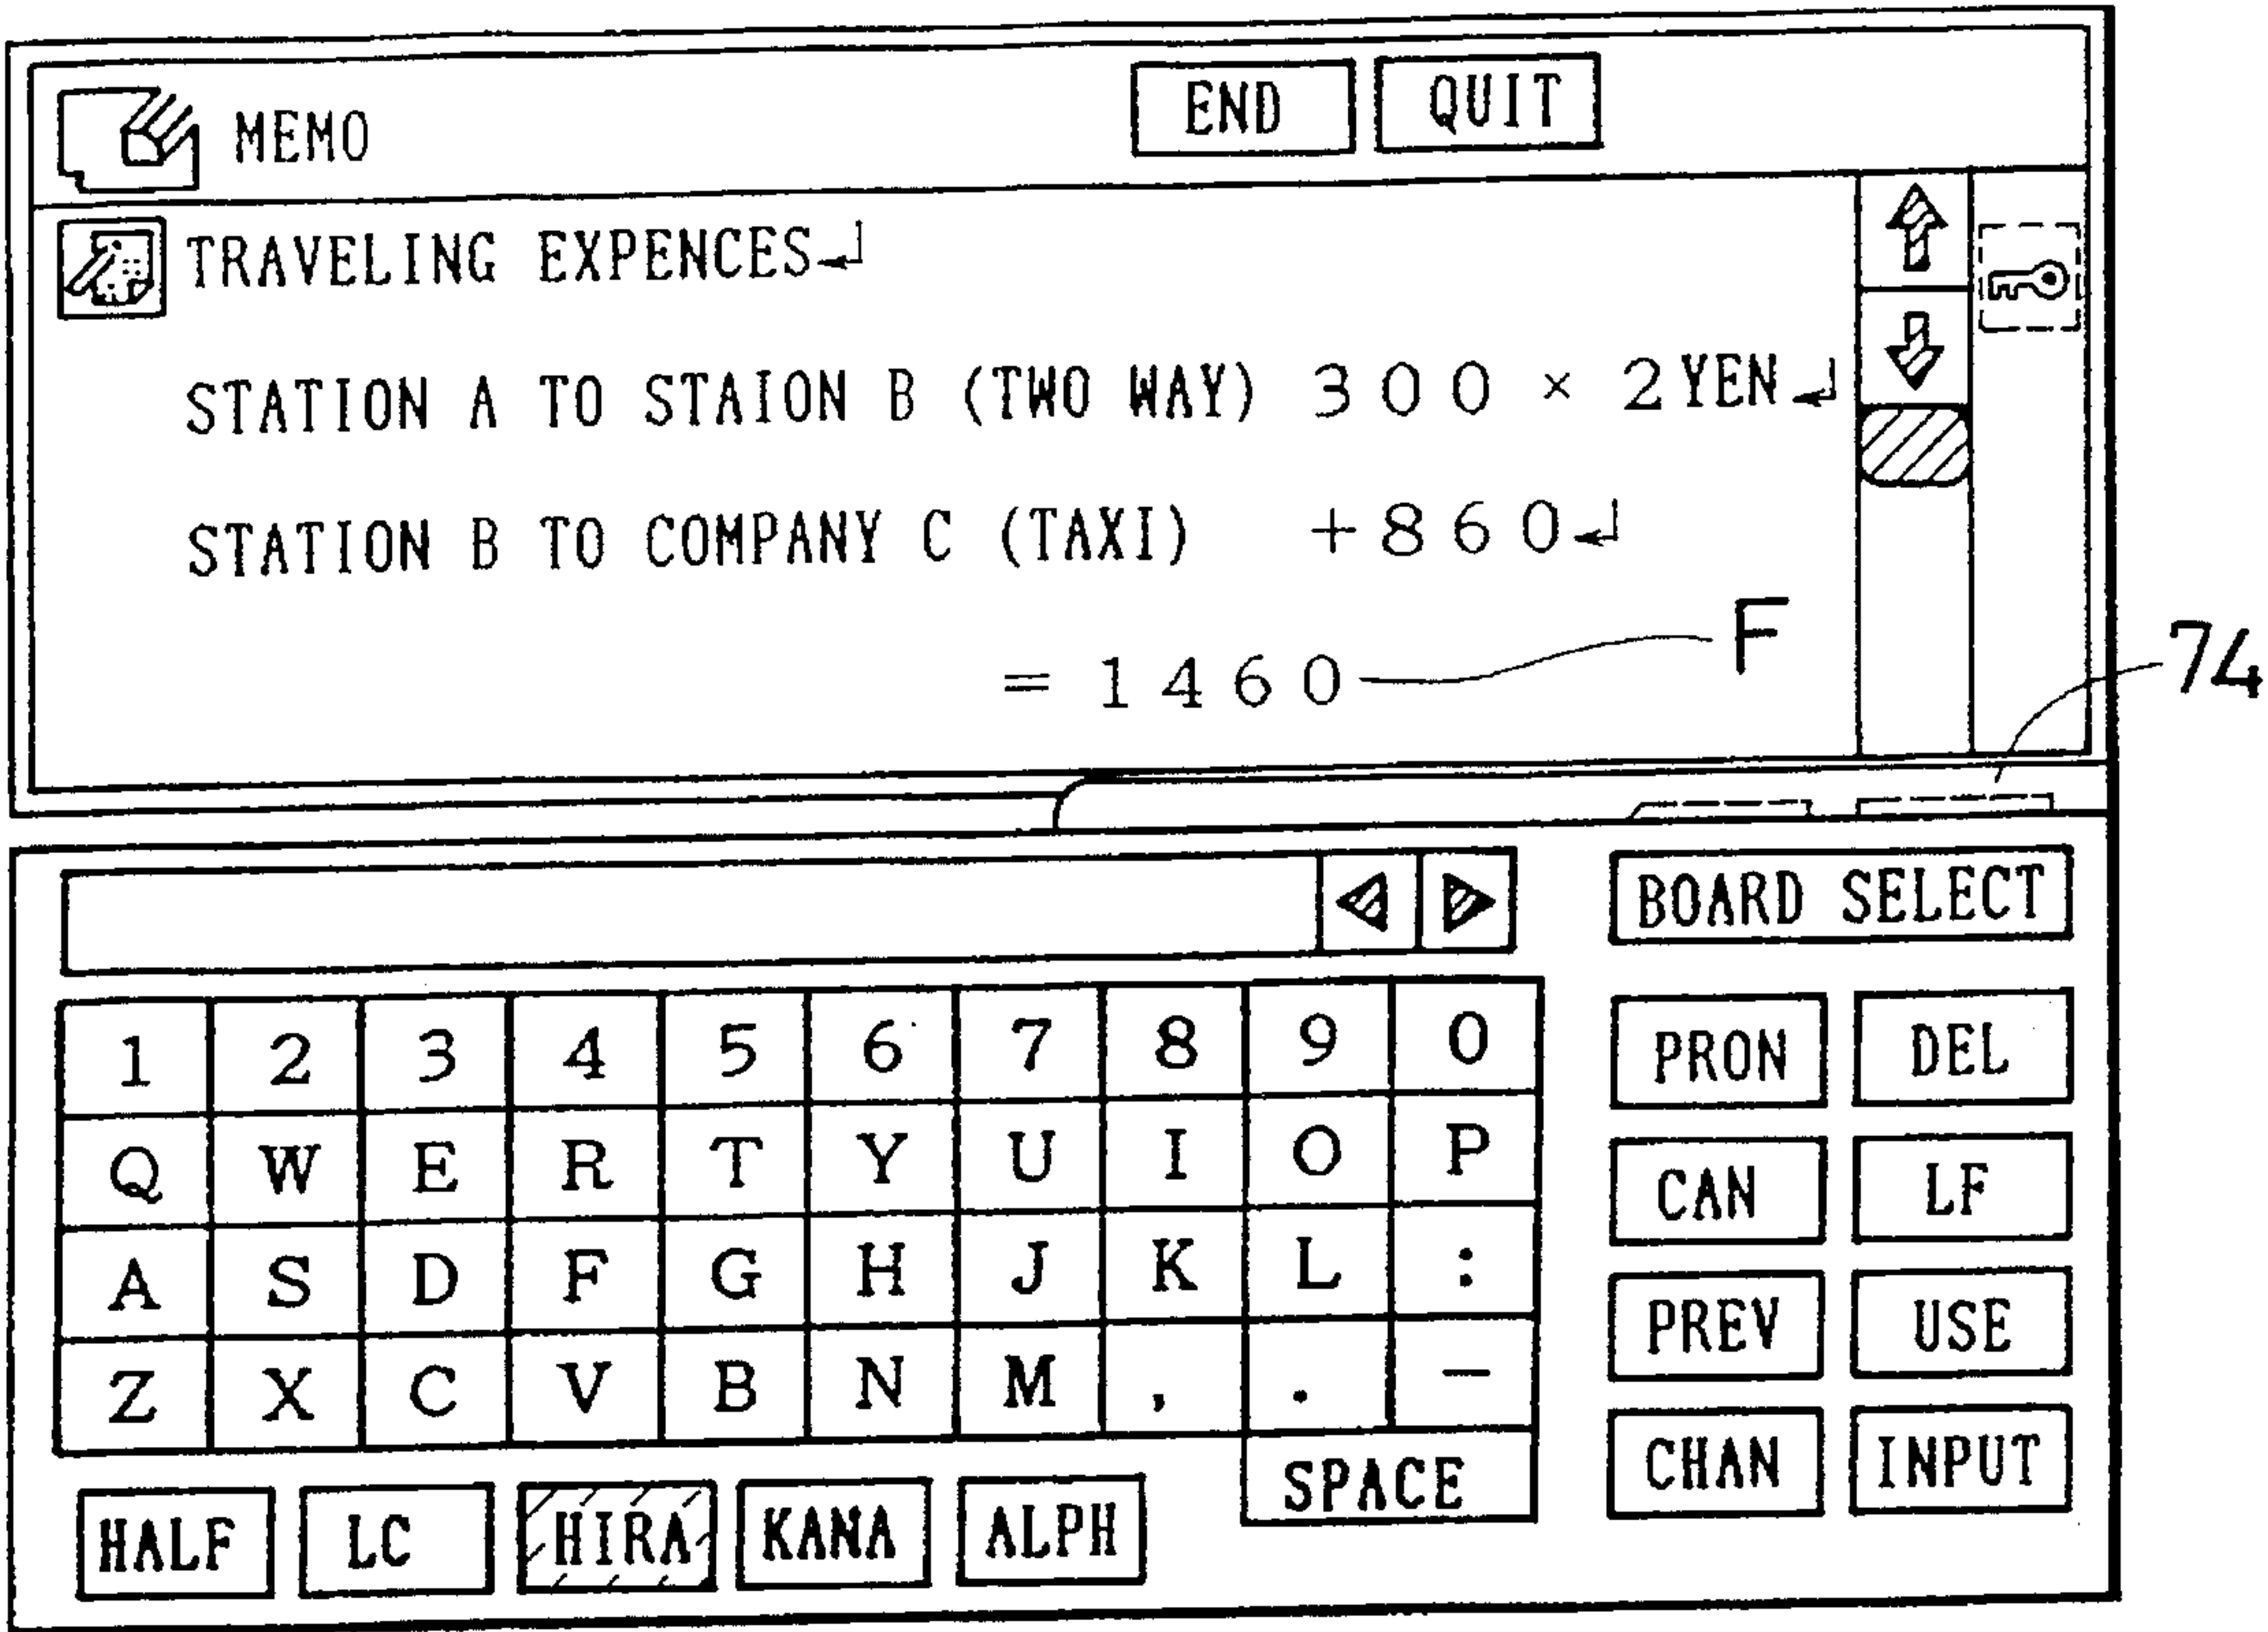 MEMO END QUIT
TRAVELING EXPENCES↵
STATION A TO STAION B (TWO WAY) 300 × 2YEN↵
STATION B TO COMPANY C (TAXI) +860↵
= 1460 F
74
BOARD SELECT
1 2 3 4 5 6 7 8 9 0 PRON DEL
Q W E R T Y U I O P CAN LF
A S D F G H J K L : PREV USE
Z X C V B N M , . — CHAN INPUT
SPACE
HALF LC HIRA KANA ALPH